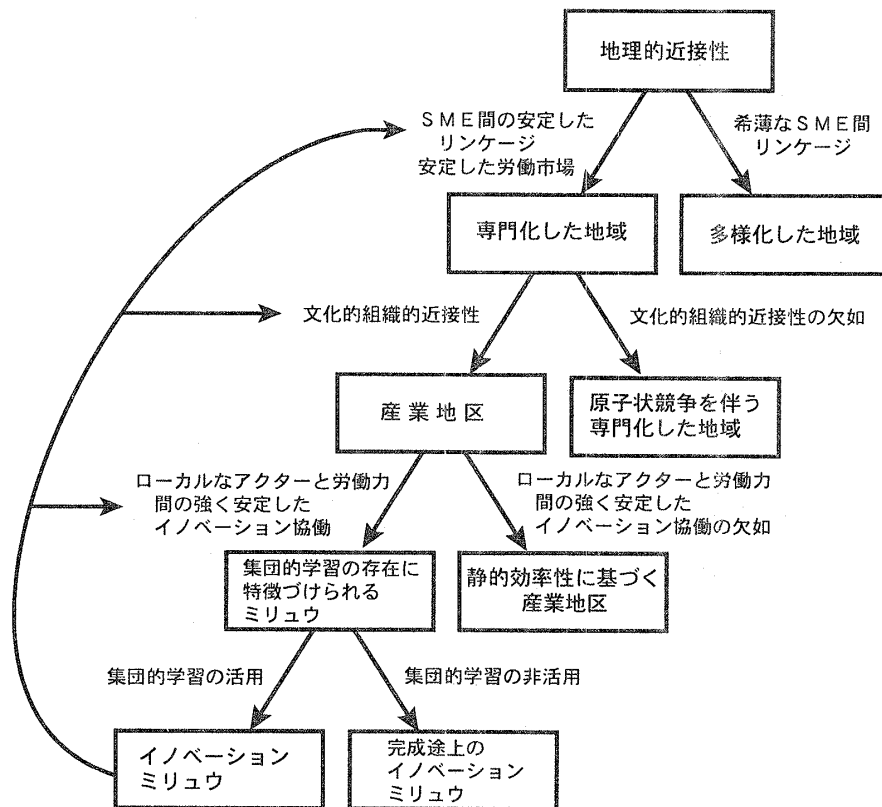 地理的近接性
ＳＭＥ間の安定した
リンケージ
安定した労働市場
希薄なＳＭＥ間
リンケージ
専門化した地域
多様化した地域
文化的組織的近接性
文化的組織的近接性の欠如
産業地区
原子状競争を伴う
専門化した地域
ローカルなアクターと労働力
間の強く安定した
イノベーション協働
ローカルなアクターと労働力
間の強く安定した
イノベーション協働の欠如
集団的学習の存在に
特徴づけられる
ミリュウ
静的効率性に基づく
産業地区
集団的学習の活用
集団的学習の非活用
イノベーション
ミリュウ
完成途上の
イノベーション
ミリュウ